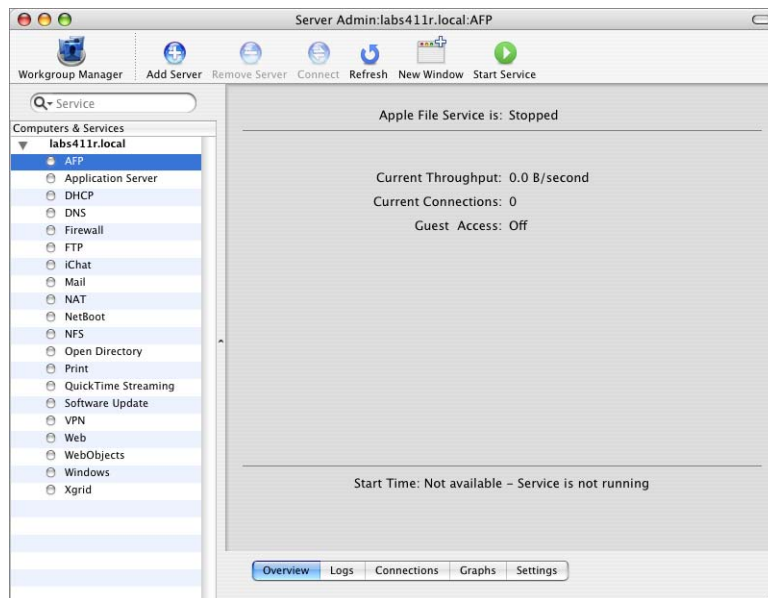 Server Admin:labs411r.local:AFP
Workgroup Manager Add Server Remove Server Connect Refresh New Window Start Service
Service
Computers & Services
labs411r.local
AFP
Application Server
DHCP
DNS
Firewall
FTP
iChat
Mail
NAT
NetBoot
NFS
Open Directory
Print
QuickTime Streaming
Software Update
VPN
Web
WebObjects
Windows
Xgrid
Apple File Service is: Stopped
Current Throughput: 0.0 B/second
Current Connections: 0
Guest Access: Off
Start Time: Not available – Service is not running
Overview Logs Connections Graphs Settings